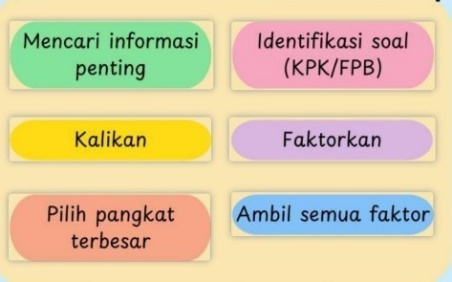 Mencari informasi
penting
Identifikasi soal
(KPK/FPB)
Kalikan
Faktorkan
Pilih pangkat
terbesar
Ambil semua faktor